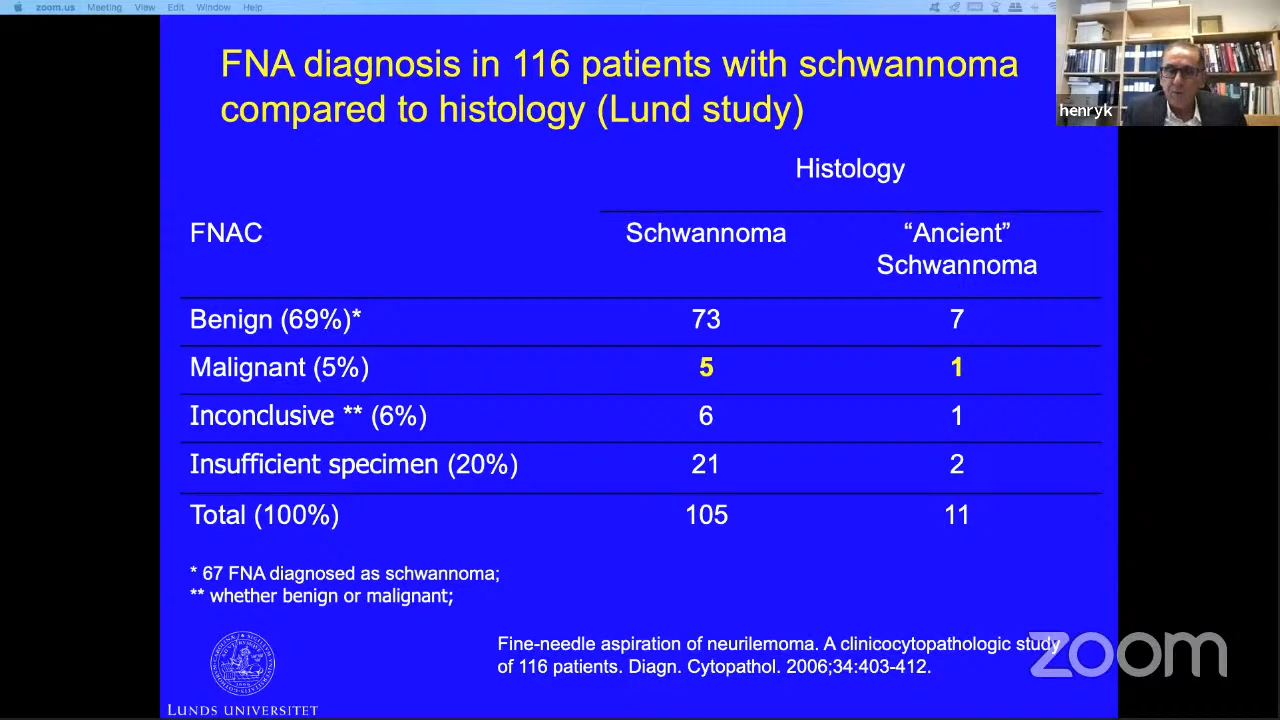 zoom.us Meeting View Edit Window Help
FNA diagnosis in 116 patients with schwannoma
compared to histology (Lund study)
henryk
Histology
FNAC Schwannoma “Ancient”
Schwannoma
Benign (69%)* 73 7
Malignant (5%) 5 1
Inconclusive ** (6%) 6 1
Insufficient specimen (20%) 21 2
Total (100%) 105 11
* 67 FNA diagnosed as schwannoma;
** whether benign or malignant;
Fine-needle aspiration of neurilemoma. A clinicocytopathologic study
of 116 patients. Diagn. Cytopathol. 2006;34:403-412.
zoom
LUNDS UNIVERSITET